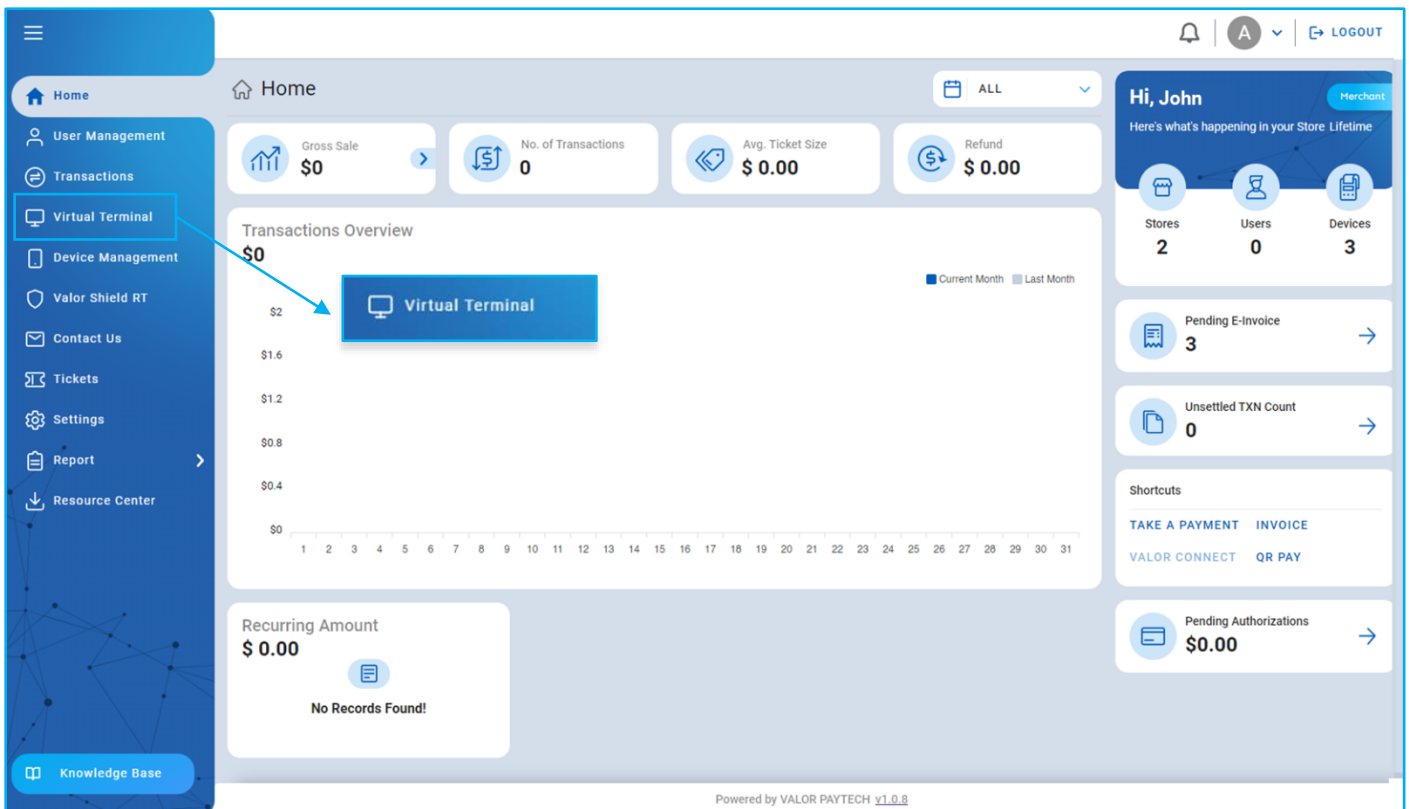 A
LOGOUT
Home
User Management
Transactions
Virtual Terminal
Device Management
Valor Shield RT
Contact Us
Tickets
Settings
Report
Resource Center
Knowledge Base
Home
ALL
Gross Sale
$0
No. of Transactions
0
Avg. Ticket Size
$ 0.00
Refund
$ 0.00
Transactions Overview
$0
Current Month Last Month
Virtual Terminal
$2
$1.6
$1.2
$0.8
$0.4
$0
1 2 3 4 5 6 7 8 9 10 11 12 13 14 15 16 17 18 19 20 21 22 23 24 25 26 27 28 29 30 31
Recurring Amount
$ 0.00
No Records Found!
Hi, John
Merchant
Here's what's happening in your Store Lifetime
Stores Users Devices
2 0 3
Pending E-Invoice
3
Unsettled TXN Count
0
Shortcuts
TAKE A PAYMENT INVOICE
VALOR CONNECT QR PAY
Pending Authorizations
$0.00
Powered by VALOR PAYTECH v1.0.8